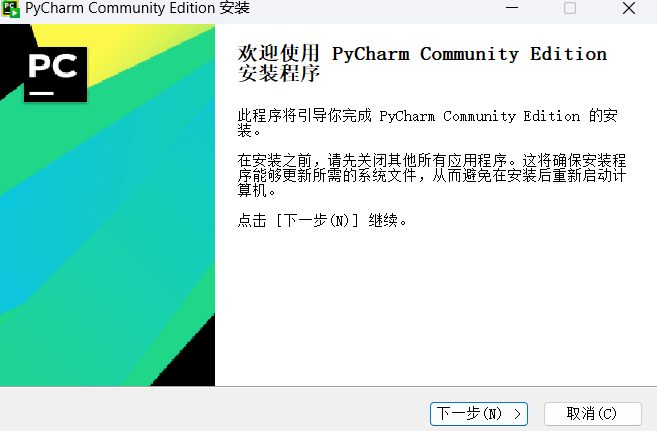 PyCharm Community Edition 安装
PC
欢迎使用 PyCharm Community Edition
安装程序
此程序将引导你完成 PyCharm Community Edition 的安
装。
在安装之前，请先关闭其他所有应用程序。这将确保安装程
序能够更新所需的系统文件，从而避免在安装后重新启动计
算机。
点击 [下一步(N)] 继续。
下一步(N) >
取消(C)